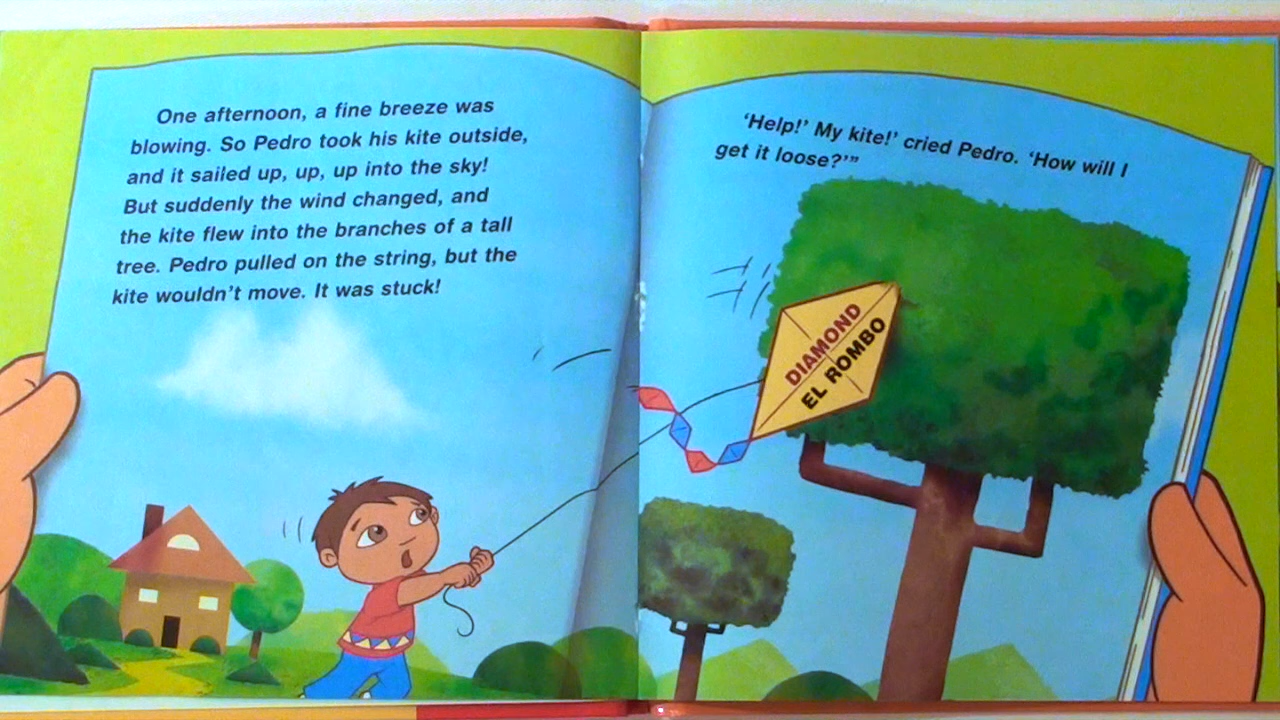 One afternoon, a fine breeze was
blowing. So Pedro took his kite outside,
and it sailed up, up, up into the sky!
But suddenly the wind changed, and
the kite flew into the branches of a tall
tree. Pedro pulled on the string, but the
kite wouldn't move. It was stuck!
‘Help!’ My kite!’ cried Pedro. ‘How will I
get it loose?’”
DIAMOND
EL ROMBO